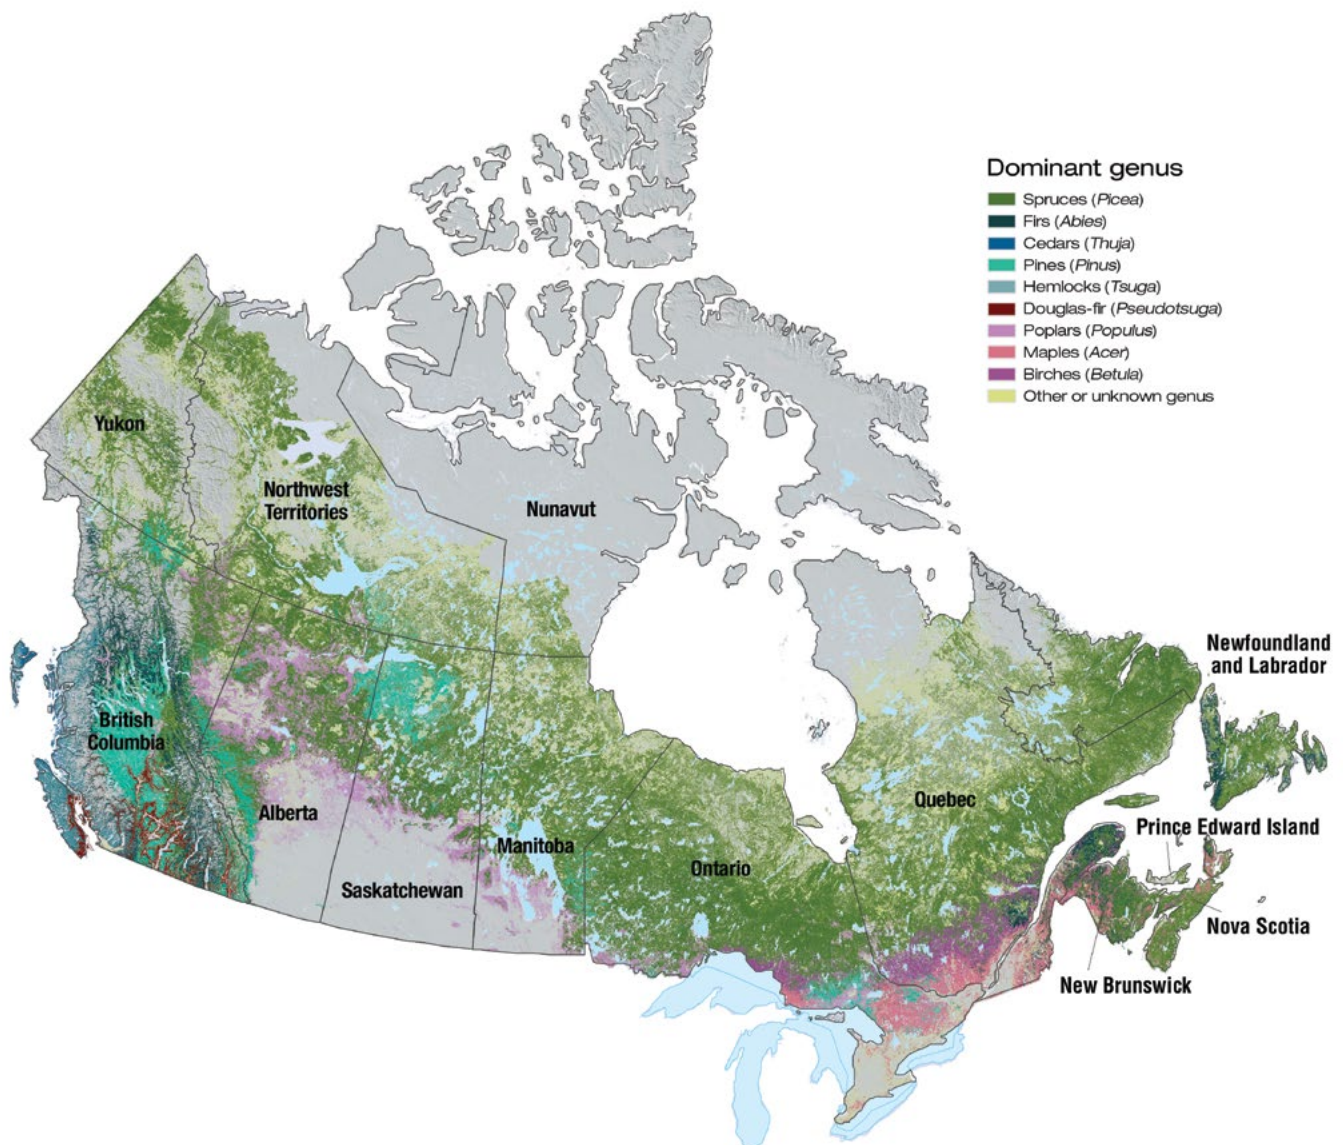 Dominant genus
Spruces (Picea)
Firs (Abies)
Cedars (Thuja)
Pines (Pinus)
Hemlocks (Tsuga)
Douglas-fir (Pseudotsuga)
Poplars (Populus)
Maples (Acer)
Birches (Betula)
Other or unknown genus
Yukon
Northwest
Territories
Nunavut
British
Columbia
Alberta
Saskatchewan
Manitoba
Ontario
Quebec
Newfoundland
and Labrador
Prince Edward Island
Nova Scotia
New Brunswick